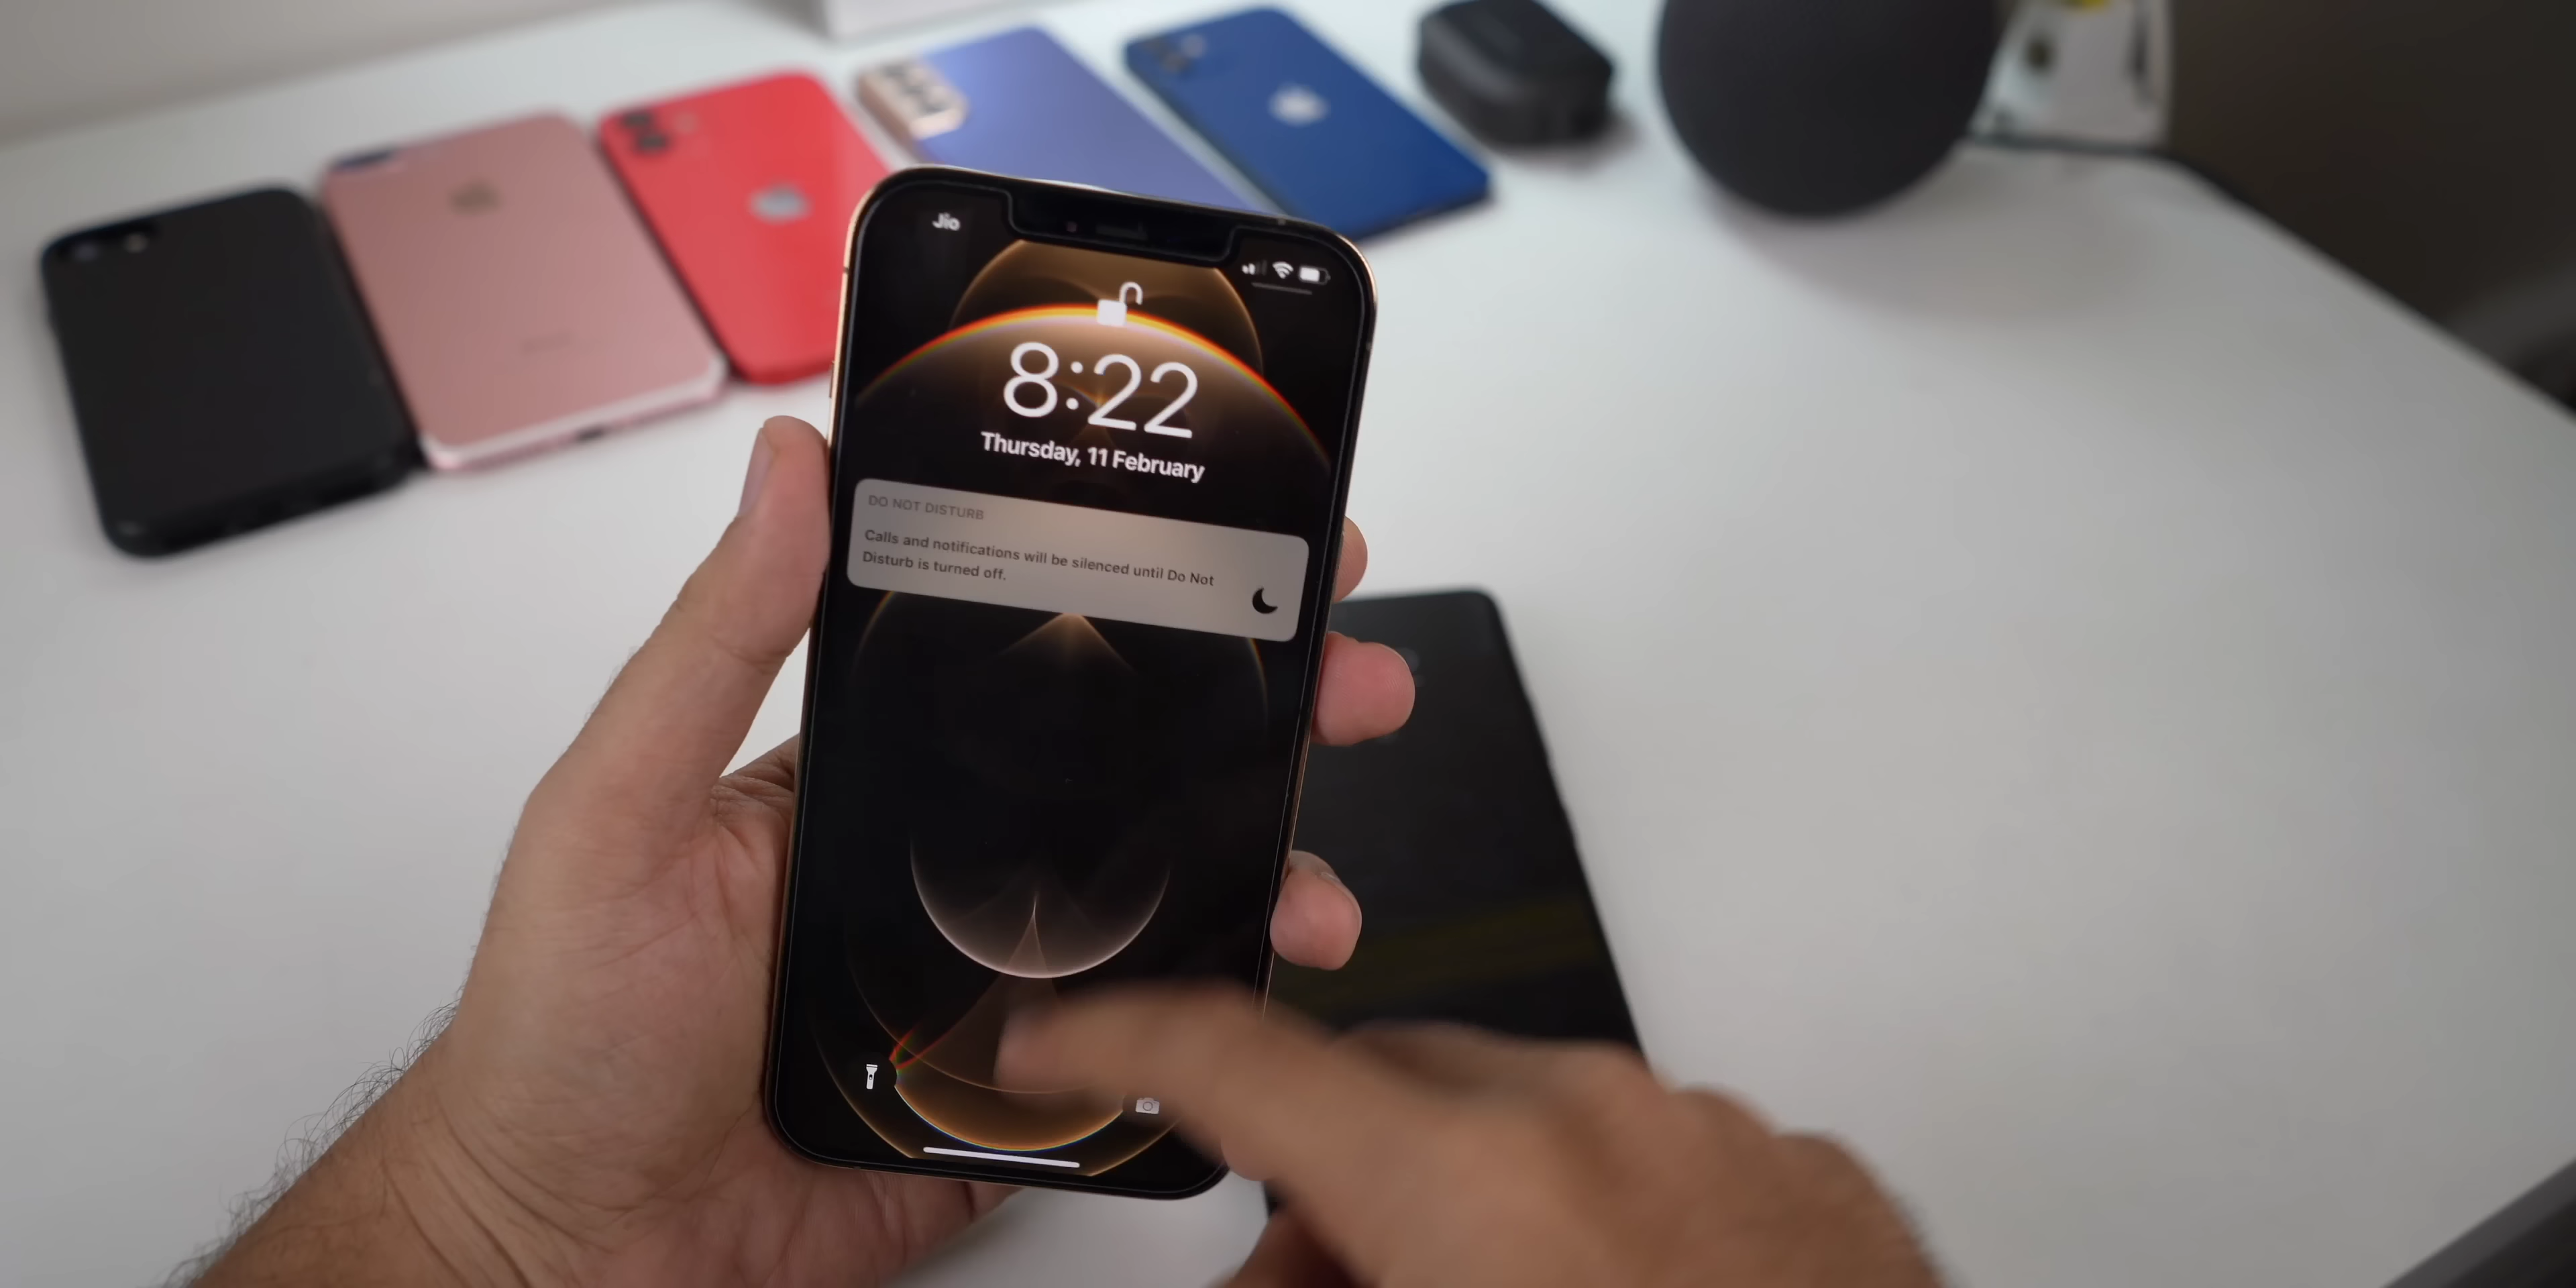 Jio
8:22
Thursday, 11 February
DO NOT DISTURB
Calls and notifications will be silenced until Do Not
Disturb is turned off.